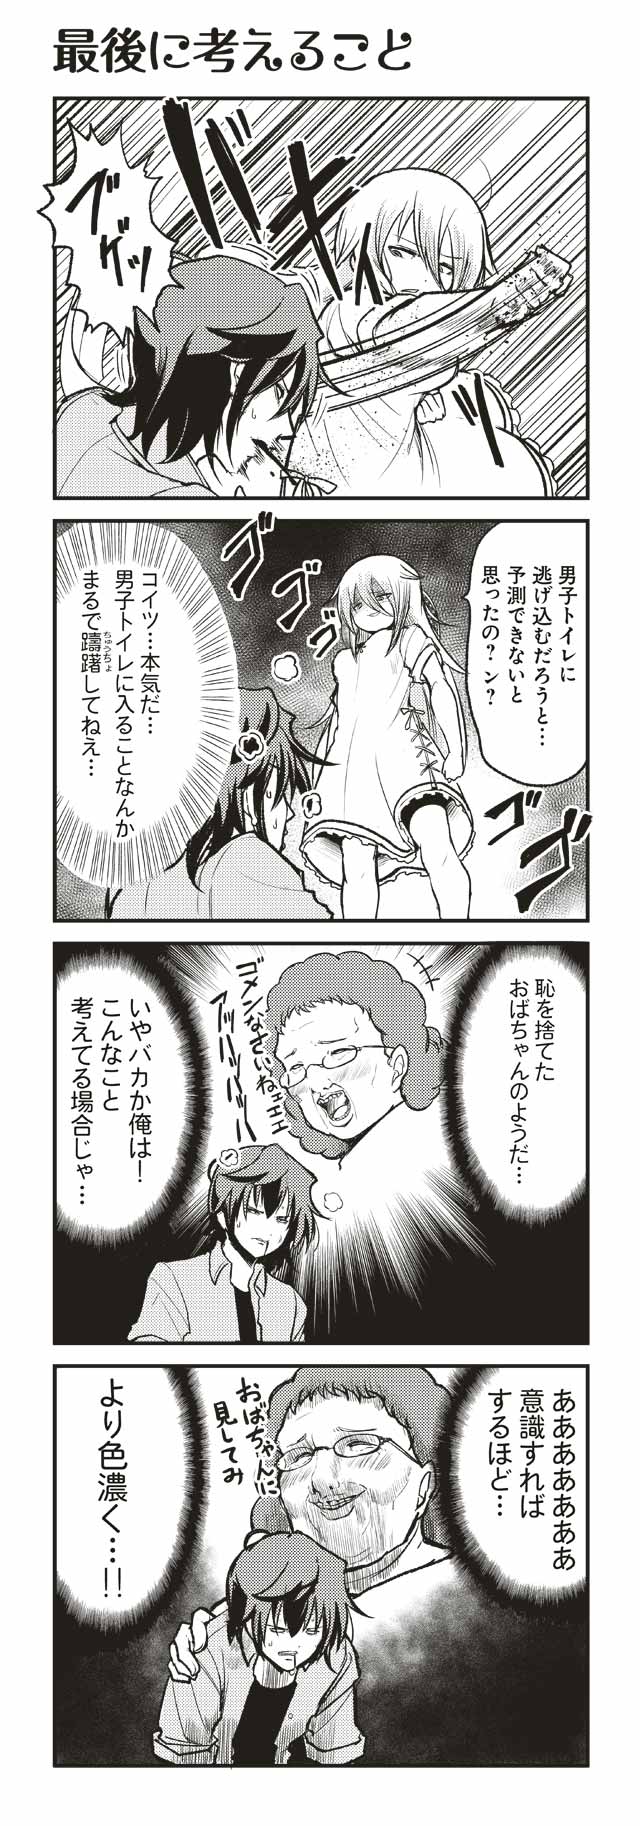 最後に考えること
ブゲッ
バキィッ
男子トイレに
逃げ込むだろうと…
予測できないと
思ったの？ン？
ゴゴゴ
ゴゴゴ
コイツ…本気だ…
男子トイレに入ることなんか
まるで躊躇してねえ…
ちゅうちょ
恥を捨てた
おばちゃんのようだ…
ゴメンなさいねェエエ
アッハッハッハ
いやバカか俺は！
こんなこと
考えてる場合じゃ…
あああああああ
意識すれば
するほど…
おばちゃんに
見してみ
より色濃く…!!